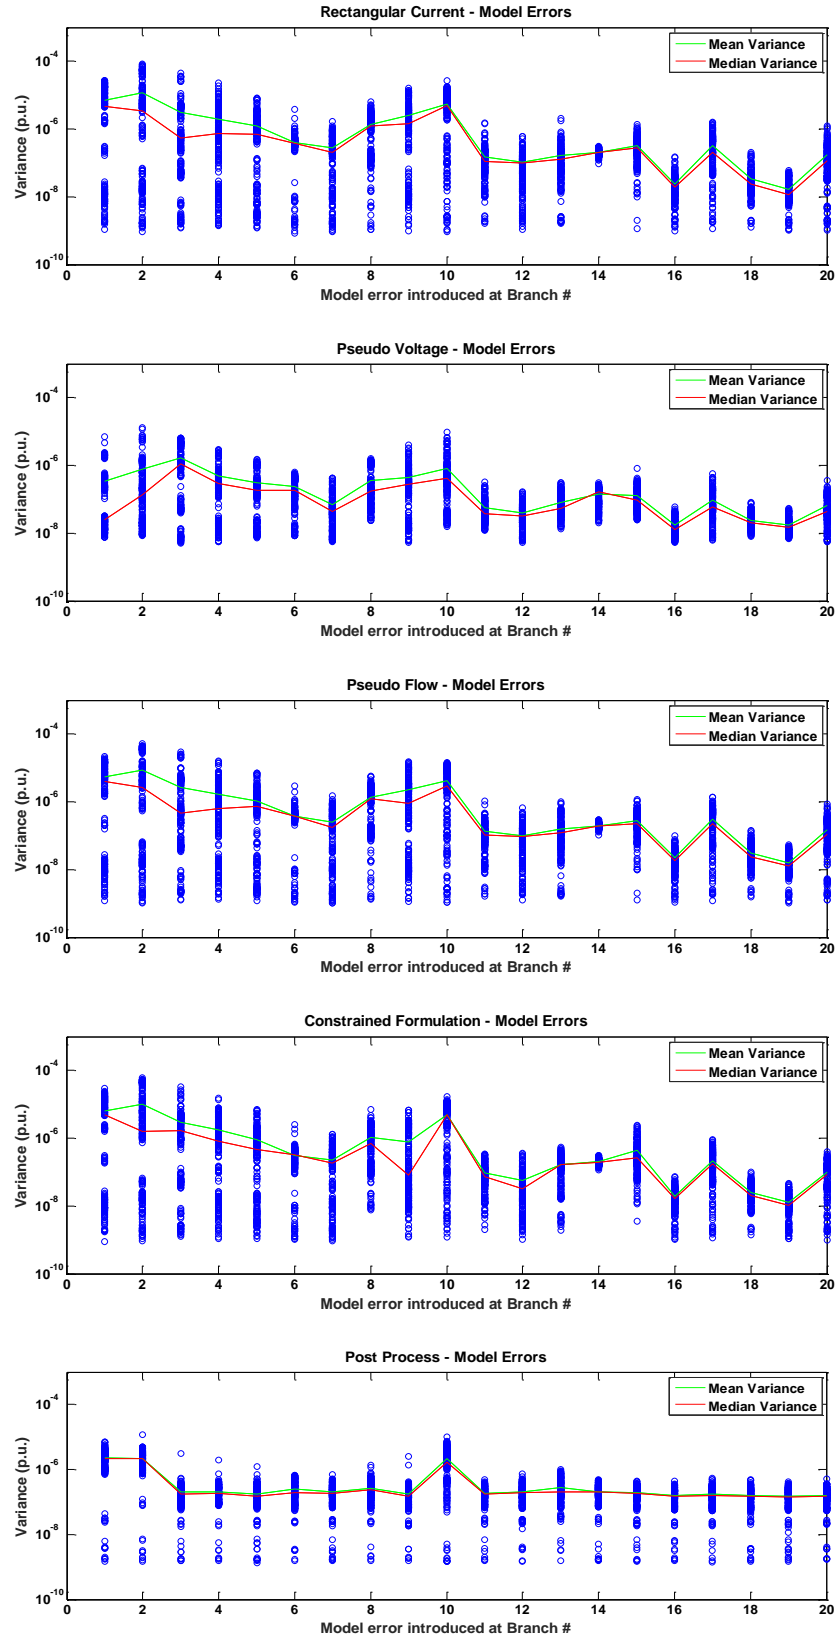 Rectangular Current - Model Errors
Mean Variance
Median Variance
Variance (p.u.)
10^-4
10^-6
10^-8
10^-10
0 2 4 6 8 10 12 14 16 18 20
Model error introduced at Branch #
Pseudo Voltage - Model Errors
Mean Variance
Median Variance
Variance (p.u.)
10^-4
10^-6
10^-8
10^-10
0 2 4 6 8 10 12 14 16 18 20
Model error introduced at Branch #
Pseudo Flow - Model Errors
Mean Variance
Median Variance
Variance (p.u.)
10^-4
10^-6
10^-8
10^-10
0 2 4 6 8 10 12 14 16 18 20
Model error introduced at Branch #
Constrained Formulation - Model Errors
Mean Variance
Median Variance
Variance (p.u.)
10^-4
10^-6
10^-8
10^-10
0 2 4 6 8 10 12 14 16 18 20
Model error introduced at Branch #
Post Process - Model Errors
Mean Variance
Median Variance
Variance (p.u.)
10^-4
10^-6
10^-8
10^-10
0 2 4 6 8 10 12 14 16 18 20
Model error introduced at Branch #